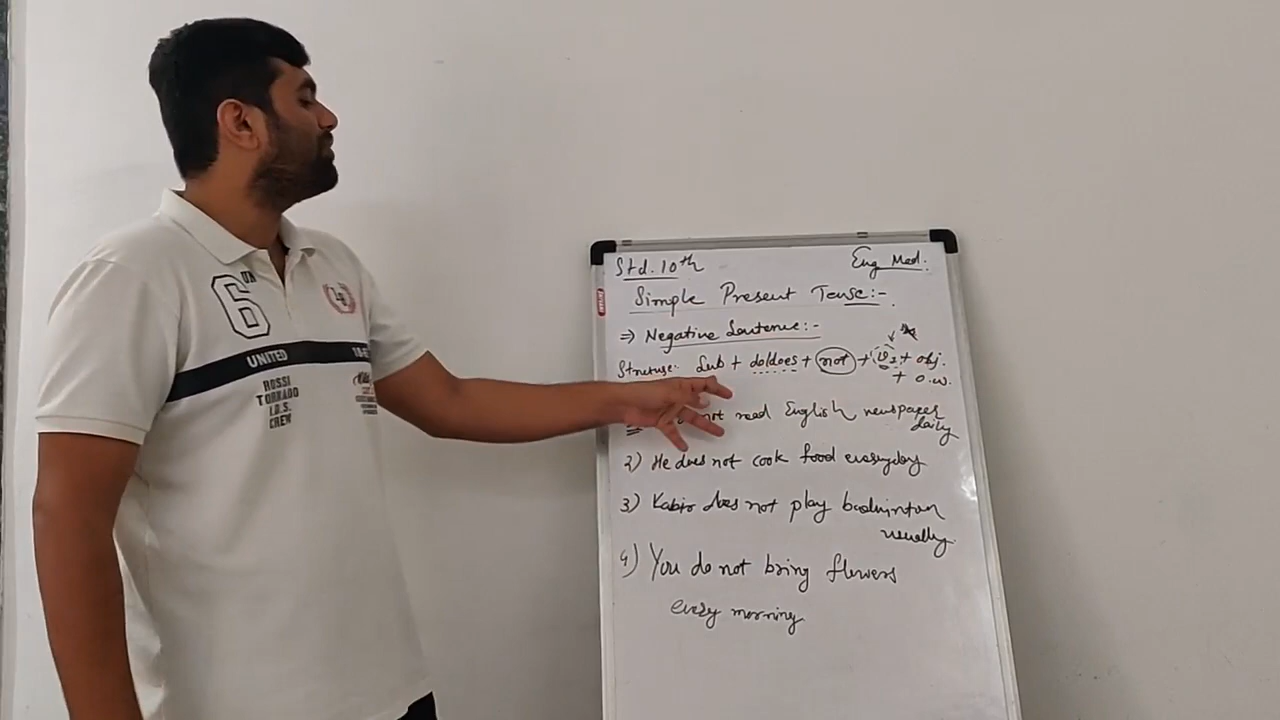 6TH
UNITED
ROSSI
TORNADO
I.D.S.
CREW
Std. 10th Eng Med.
Simple Present Tense:-
⇒ Negative Sentence:-
Structure: Sub + do/does + not + + obj.
+ o.w.
not read English newspaper
daily
2) He does not cook food everyday
3) Kabir does not play badminton
usually.
4) You do not bring flowers
every morning